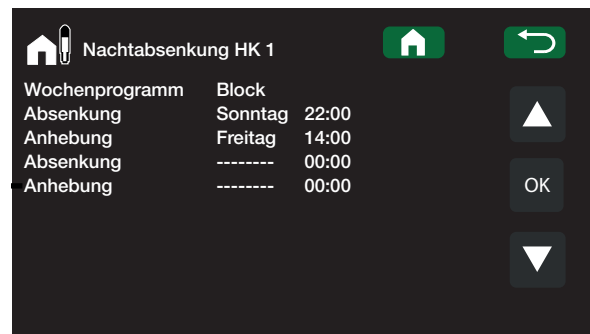 Nachtabsenkung HK 1
Wochenprogramm Block
Absenkung Sonntag 22:00
Anhebung Freitag 14:00
Absenkung -------- 00:00
Anhebung -------- 00:00
OK